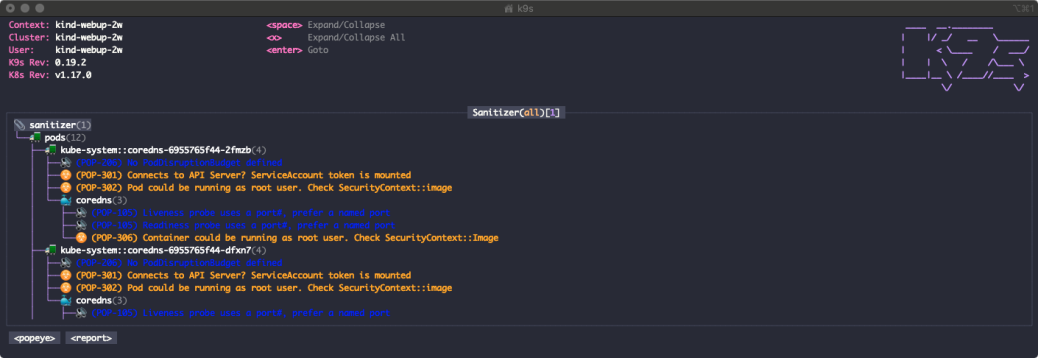 k9s
⌥⌘1
Context: kind-webup-2w <space> Expand/Collapse
Cluster: kind-webup-2w <x> Expand/Collapse All
User: kind-webup-2w <enter> Goto
K9s Rev: 0.19.2
K8s Rev: v1.17.0
Sanitizer(all)[1]
sanitizer(1)
pods(12)
kube-system::coredns-6955765f44-2fmzb(4)
(POP-206) No PodDisruptionBudget defined
(POP-301) Connects to API Server? ServiceAccount token is mounted
(POP-302) Pod could be running as root user. Check SecurityContext::image
coredns(3)
(POP-105) Liveness probe uses a port#, prefer a named port
(POP-105) Readiness probe uses a port#, prefer a named port
(POP-306) Container could be running as root user. Check SecurityContext::Image
kube-system::coredns-6955765f44-dfxn7(4)
(POP-206) No PodDisruptionBudget defined
(POP-301) Connects to API Server? ServiceAccount token is mounted
(POP-302) Pod could be running as root user. Check SecurityContext::image
coredns(3)
(POP-105) Liveness probe uses a port#, prefer a named port
<popeye> <report>